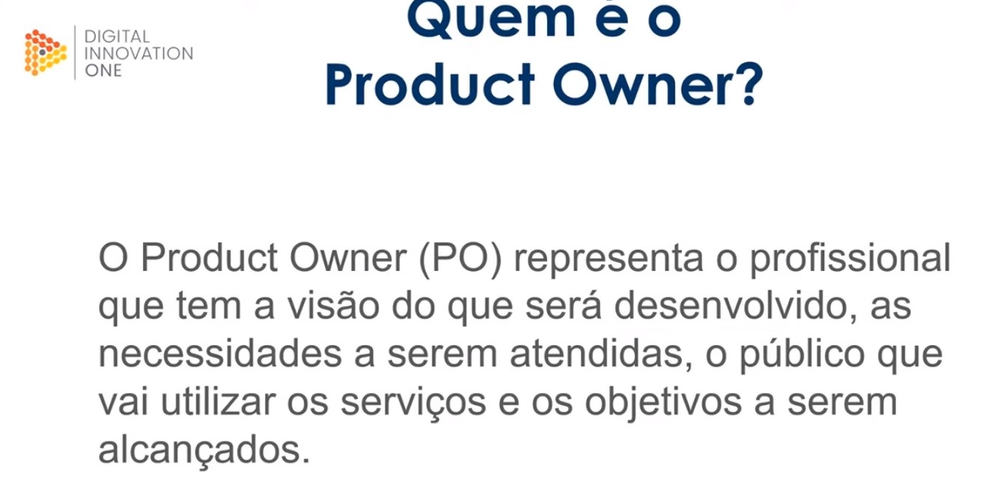 Quem é o
Product Owner?
DIGITAL
INNOVATION
ONE
O Product Owner (PO) representa o profissional
que tem a visão do que será desenvolvido, as
necessidades a serem atendidas, o público que
vai utilizar os serviços e os objetivos a serem
alcançados.